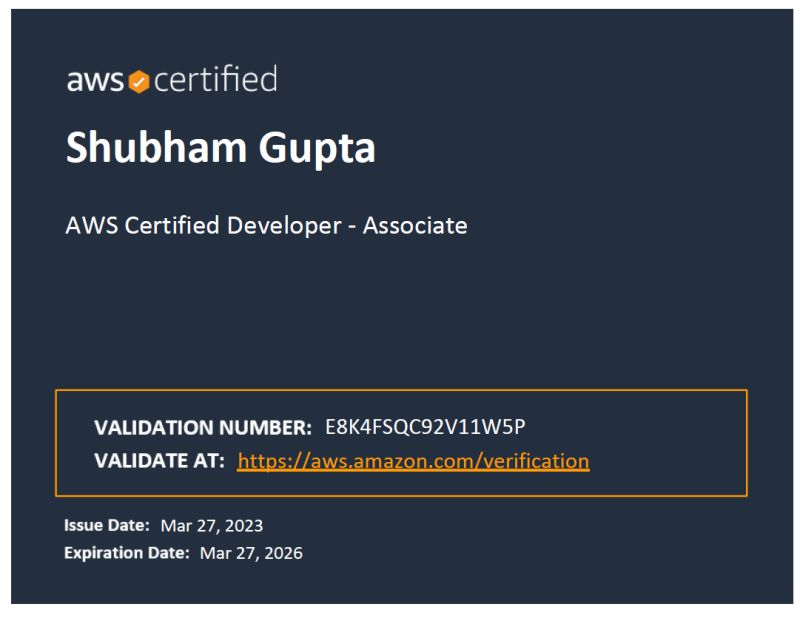 aws certified
Shubham Gupta
AWS Certified Developer - Associate
VALIDATION NUMBER: E8K4FSQC92V11W5P
VALIDATE AT: https://aws.amazon.com/verification
Issue Date: Mar 27, 2023
Expiration Date: Mar 27, 2026